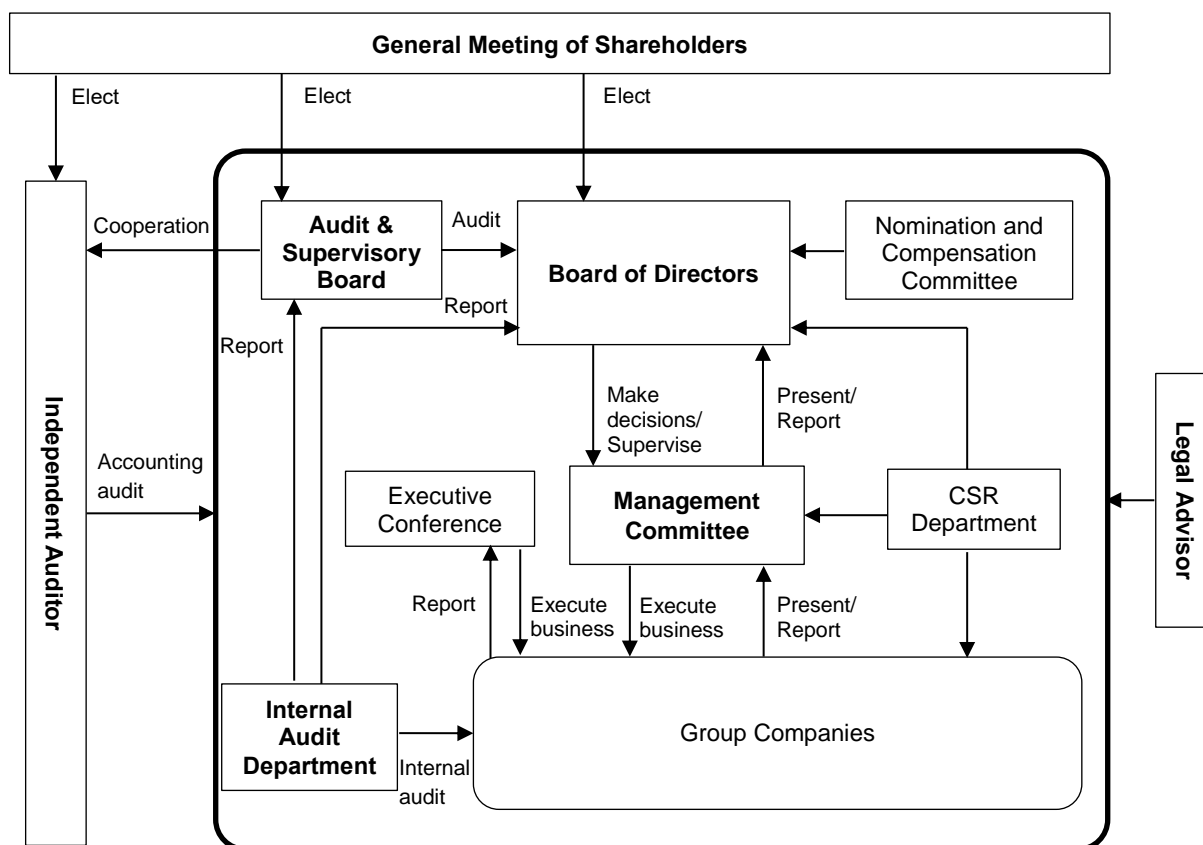 General Meeting of Shareholders
Elect
Elect
Elect
Cooperation
Audit &
Supervisory
Board
Audit
Board of Directors
Nomination and
Compensation
Committee
Report
Report
Independent Auditor
Make
decisions/
Supervise
Present/
Report
Legal Advisor
Accounting
audit
Executive
Conference
Management
Committee
CSR
Department
Report
Execute
business
Execute
business
Present/
Report
Internal
Audit
Department
Internal
audit
Group Companies